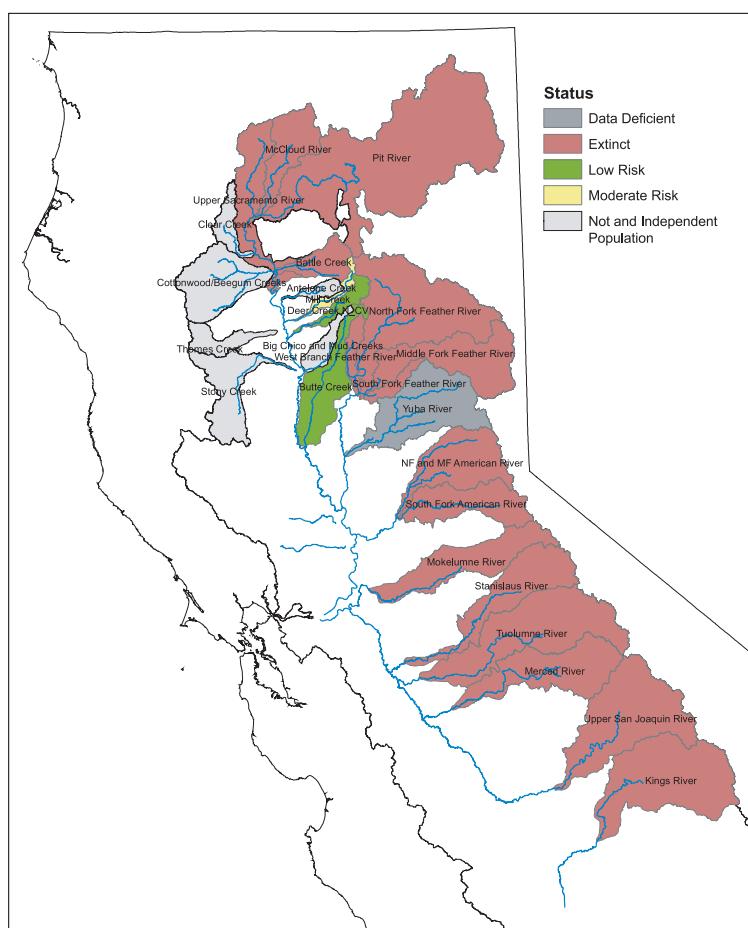 Status
Data Deficient
Extinct
Low Risk
Moderate Risk
Not and Independent
Population
McCloud River
Pit River
Upper Sacramento River
Clear Creek
Battle Creek
Cottonwood/Beegum Creeks
Antelope Creek
Mill Creek
Deer Creek
CV
North Fork Feather River
Big Chico and Mud Creeks
Thomes Creek
West Branch Feather River
Middle Fork Feather River
Stony Creek
Butte Creek
South Fork Feather River
Yuba River
NF and MF American River
South Fork American River
Mokelumne River
Stanislaus River
Tuolumne River
Merced River
Upper San Joaquin River
Kings River